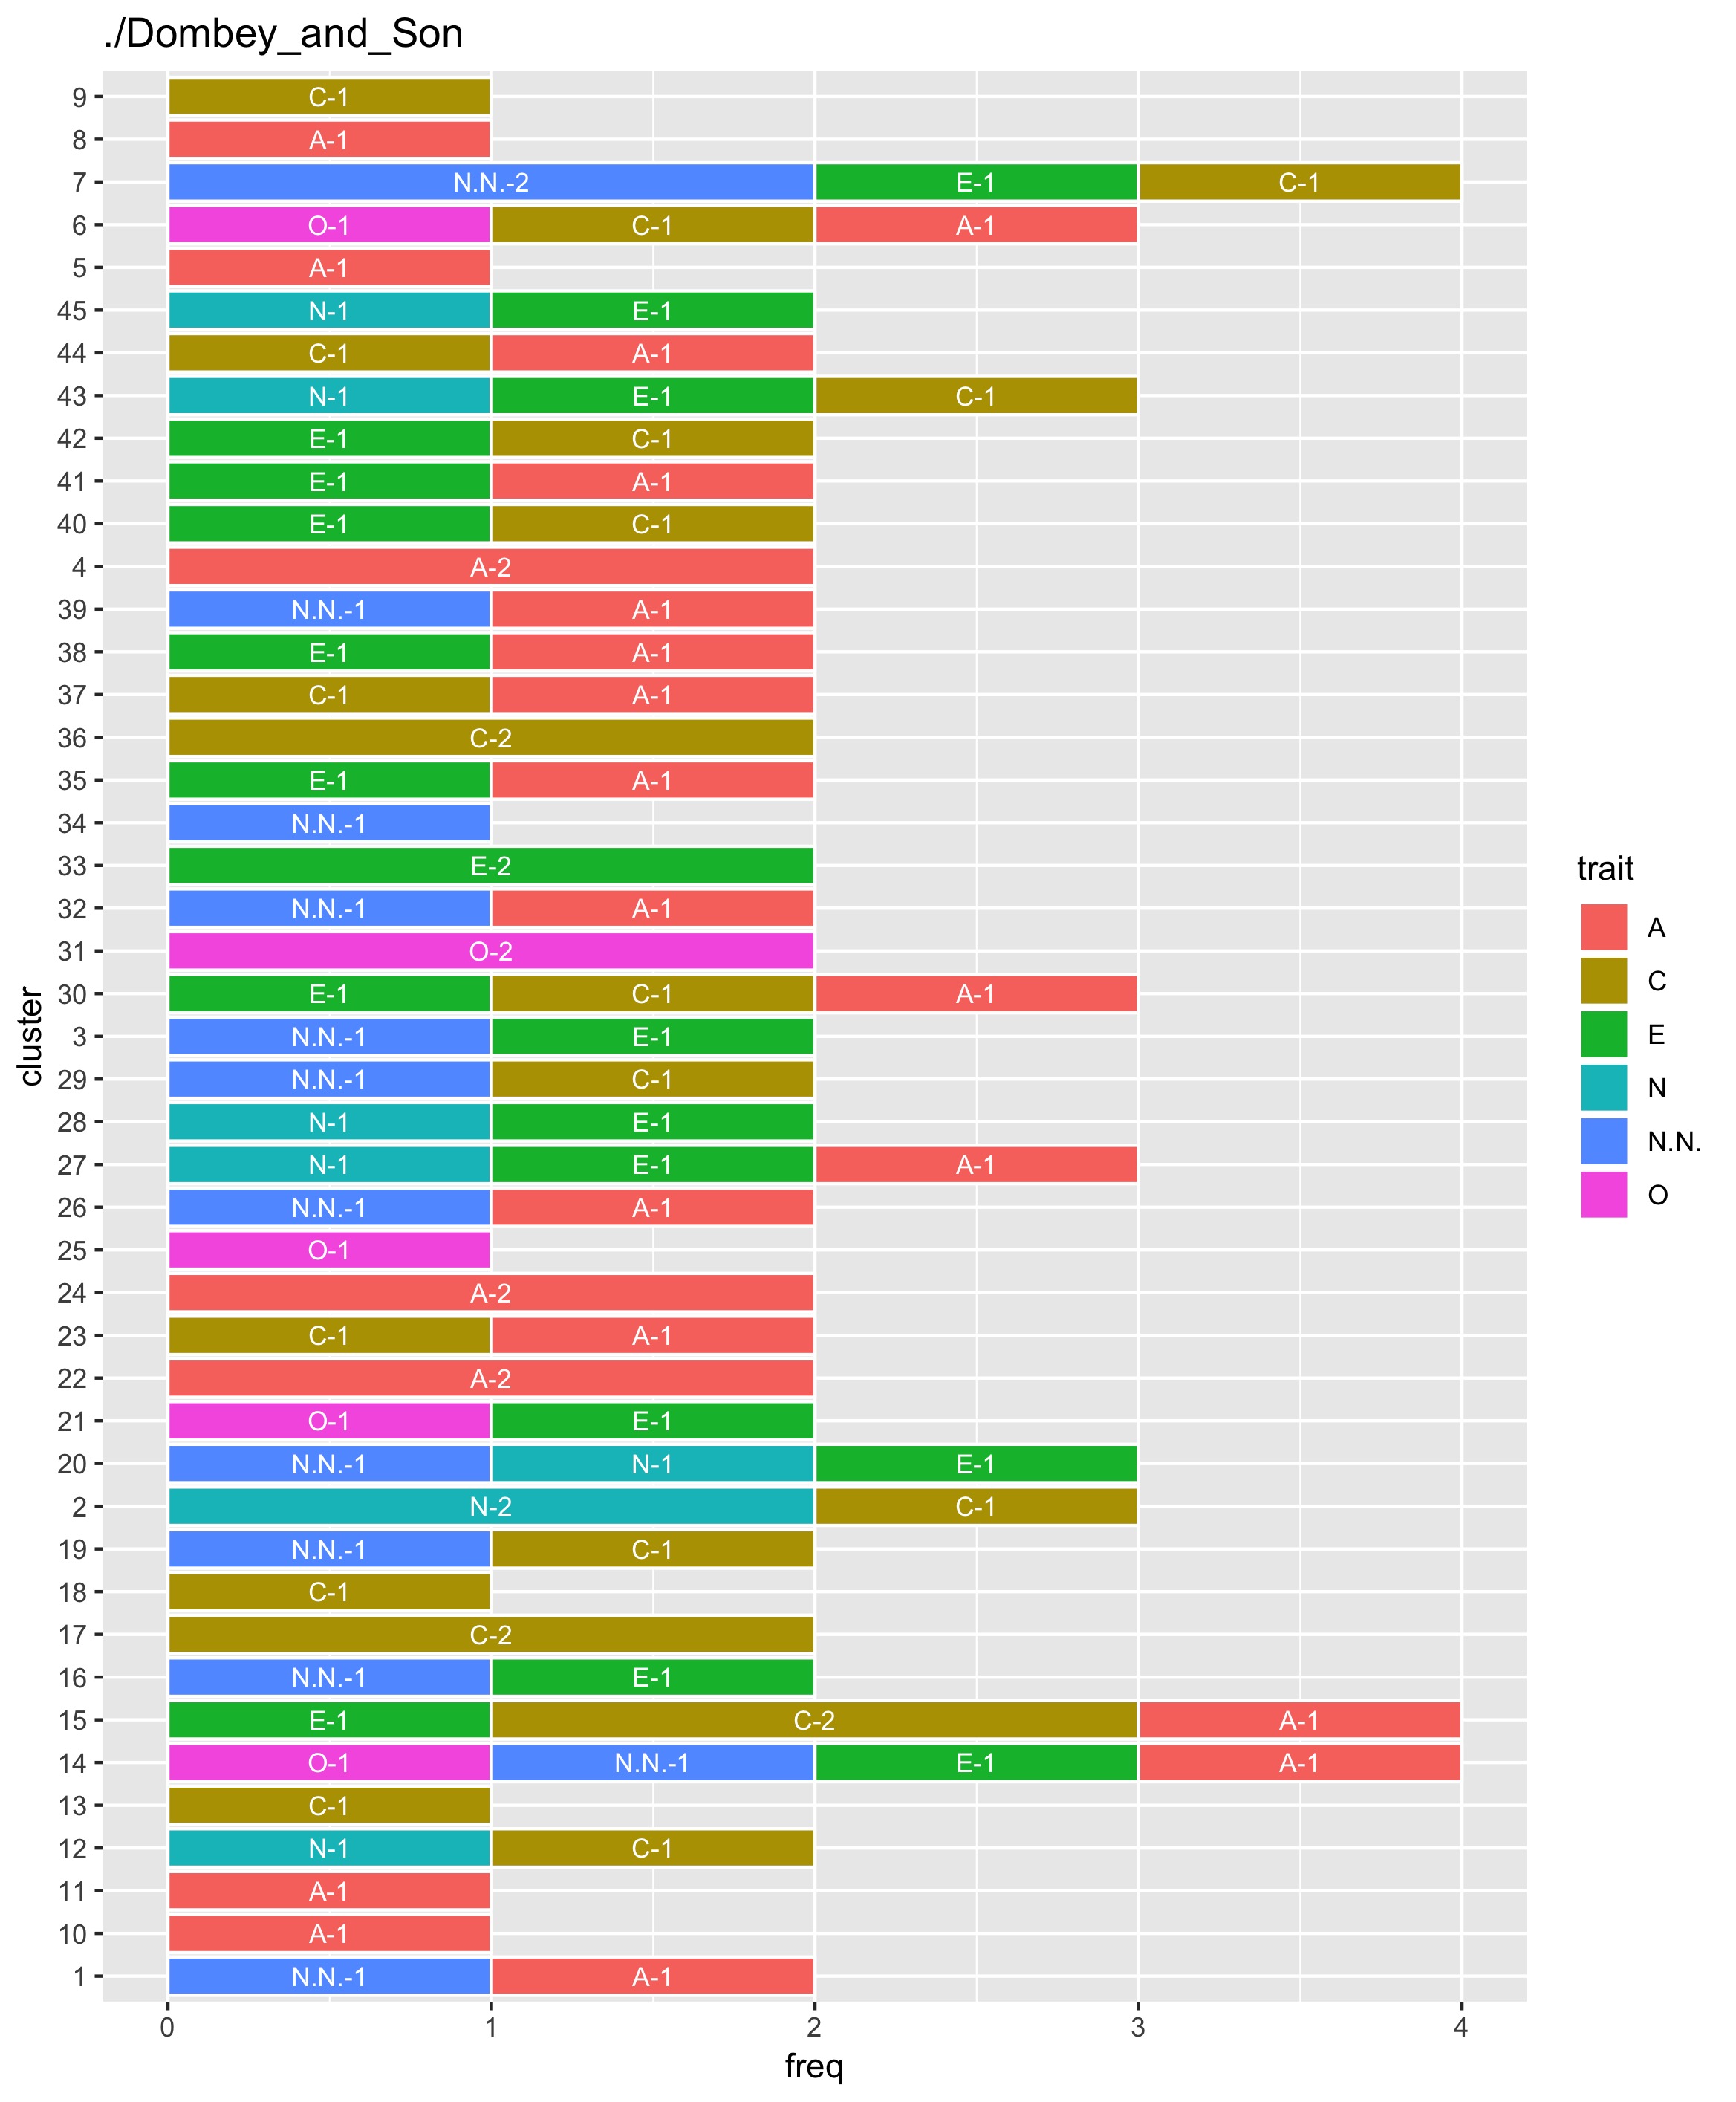 ./Dombey_and_Son
9 C-1
8 A-1
7 N.N.-2 E-1 C-1
6 O-1 C-1 A-1
5 A-1
45 N-1 E-1
44 C-1 A-1
43 N-1 E-1 C-1
42 E-1 C-1
41 E-1 A-1
40 E-1 C-1
4 A-2
39 N.N.-1 A-1
38 E-1 A-1
37 C-1 A-1
36 C-2
35 E-1 A-1
34 N.N.-1
33 E-2
32 N.N.-1 A-1
31 O-2
30 E-1 C-1 A-1
3 N.N.-1 E-1
29 N.N.-1 C-1
28 N-1 E-1
27 N-1 E-1 A-1
26 N.N.-1 A-1
25 O-1
24 A-2
23 C-1 A-1
22 A-2
21 O-1 E-1
20 N.N.-1 N-1 E-1
2 N-2 C-1
19 N.N.-1 C-1
18 C-1
17 C-2
16 N.N.-1 E-1
15 E-1 C-2 A-1
14 O-1 N.N.-1 E-1 A-1
13 C-1
12 N-1 C-1
11 A-1
10 A-1
1 N.N.-1 A-1
0 1 2 3 4
freq
cluster
trait
A
C
E
N
N.N.
O